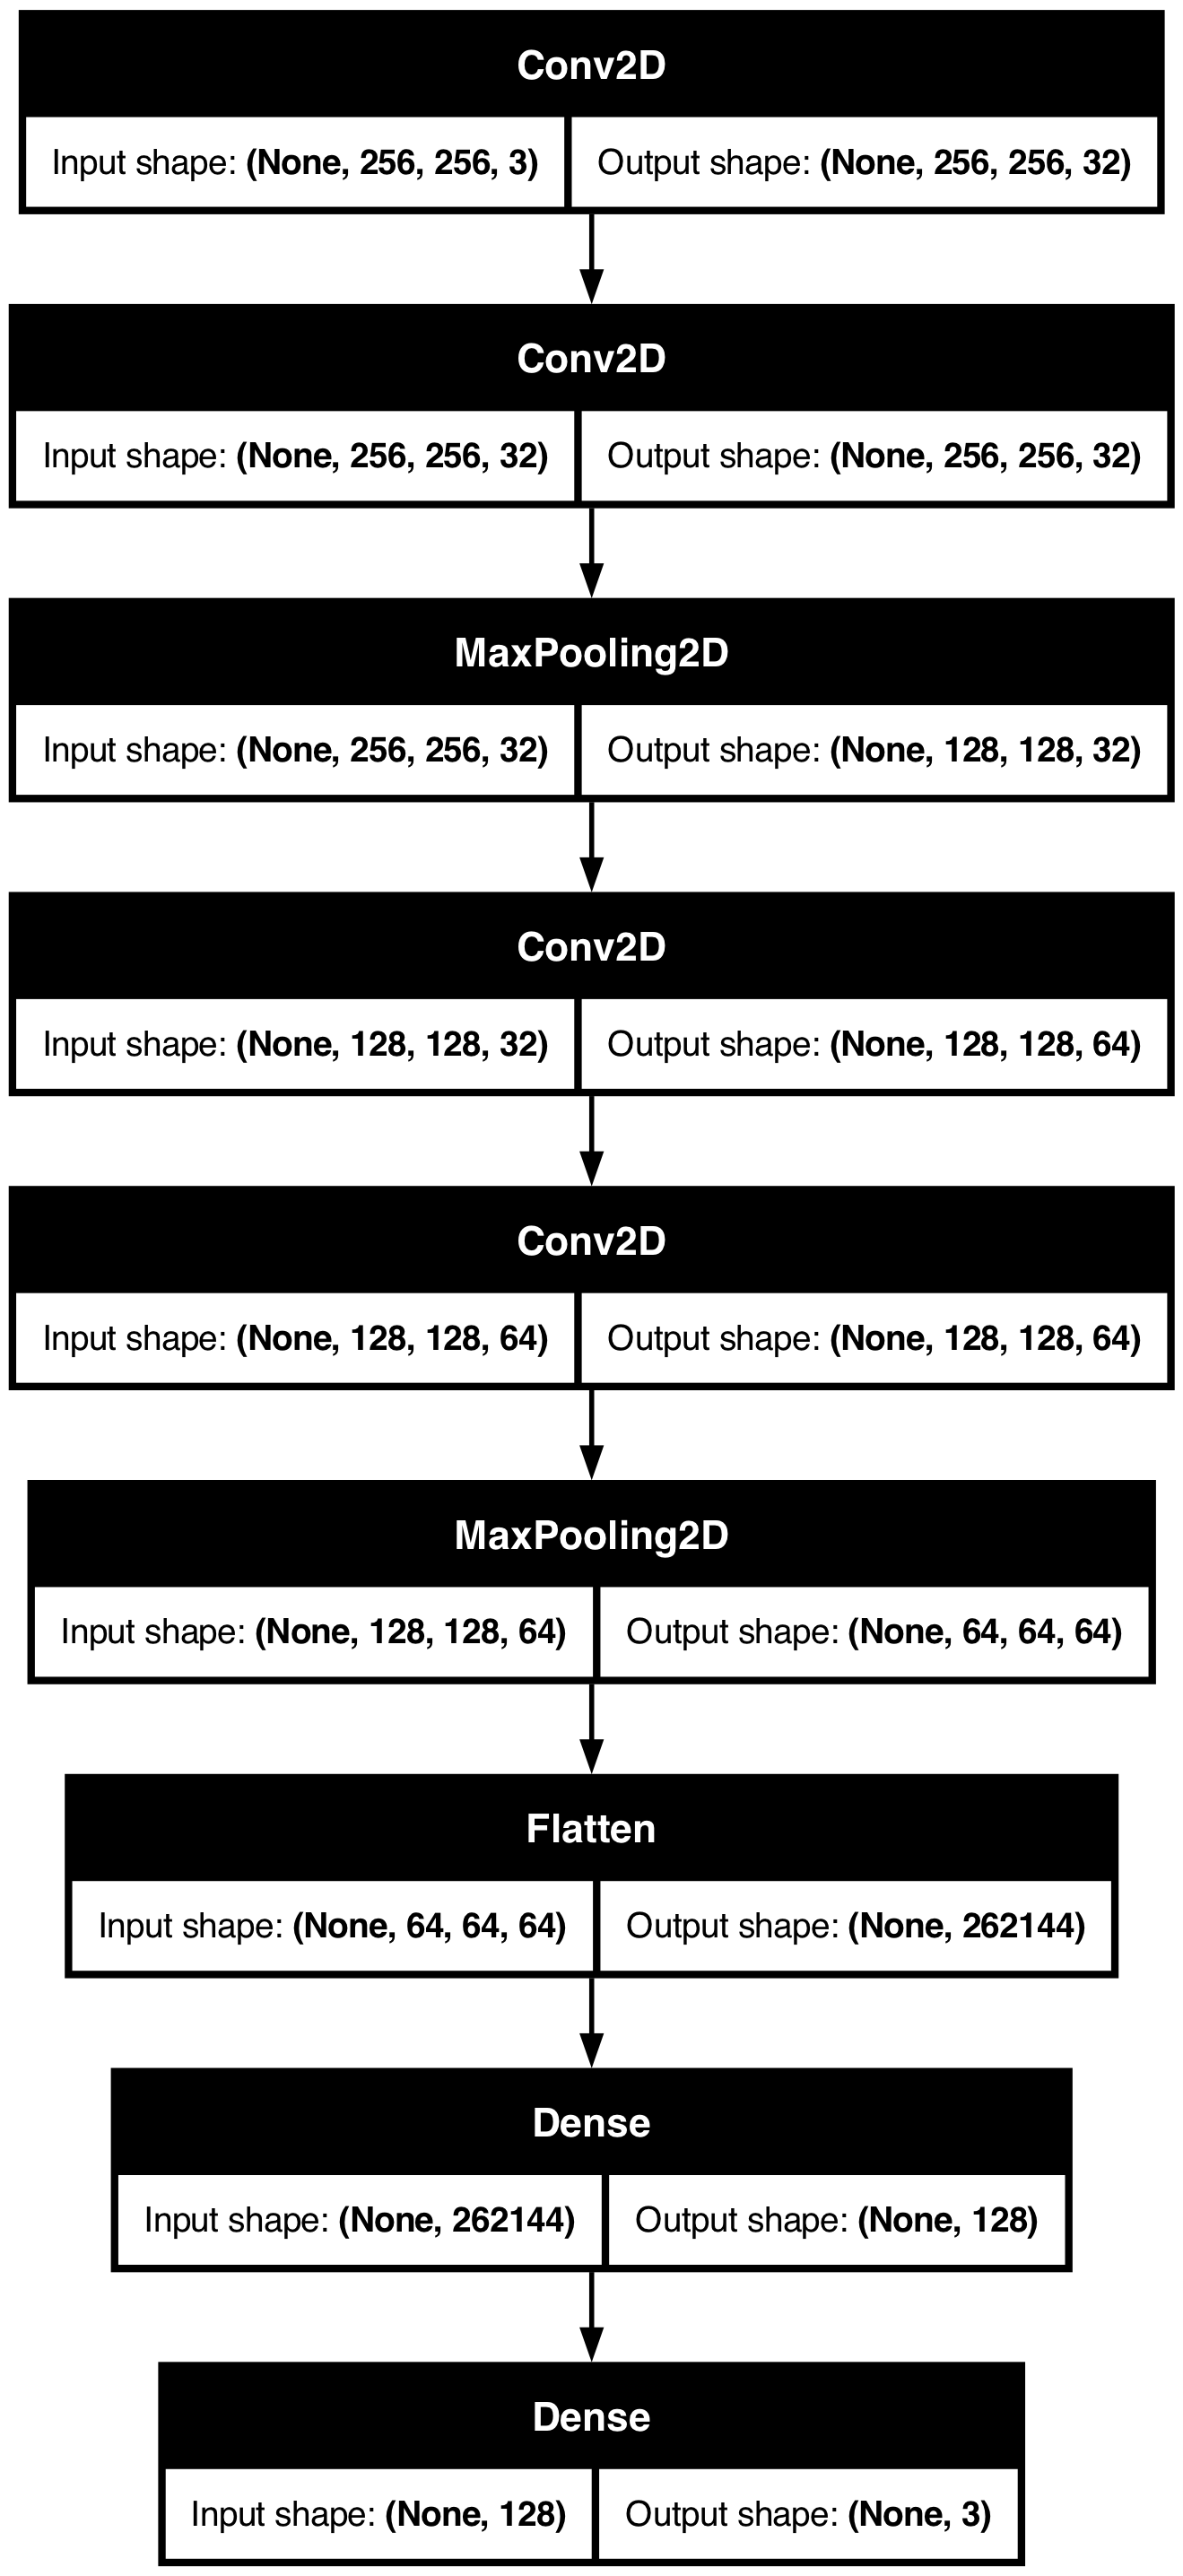 Conv2D
Input shape: (None, 256, 256, 3) Output shape: (None, 256, 256, 32)
Conv2D
Input shape: (None, 256, 256, 32) Output shape: (None, 256, 256, 32)
MaxPooling2D
Input shape: (None, 256, 256, 32) Output shape: (None, 128, 128, 32)
Conv2D
Input shape: (None, 128, 128, 32) Output shape: (None, 128, 128, 64)
Conv2D
Input shape: (None, 128, 128, 64) Output shape: (None, 128, 128, 64)
MaxPooling2D
Input shape: (None, 128, 128, 64) Output shape: (None, 64, 64, 64)
Flatten
Input shape: (None, 64, 64, 64) Output shape: (None, 262144)
Dense
Input shape: (None, 262144) Output shape: (None, 128)
Dense
Input shape: (None, 128) Output shape: (None, 3)